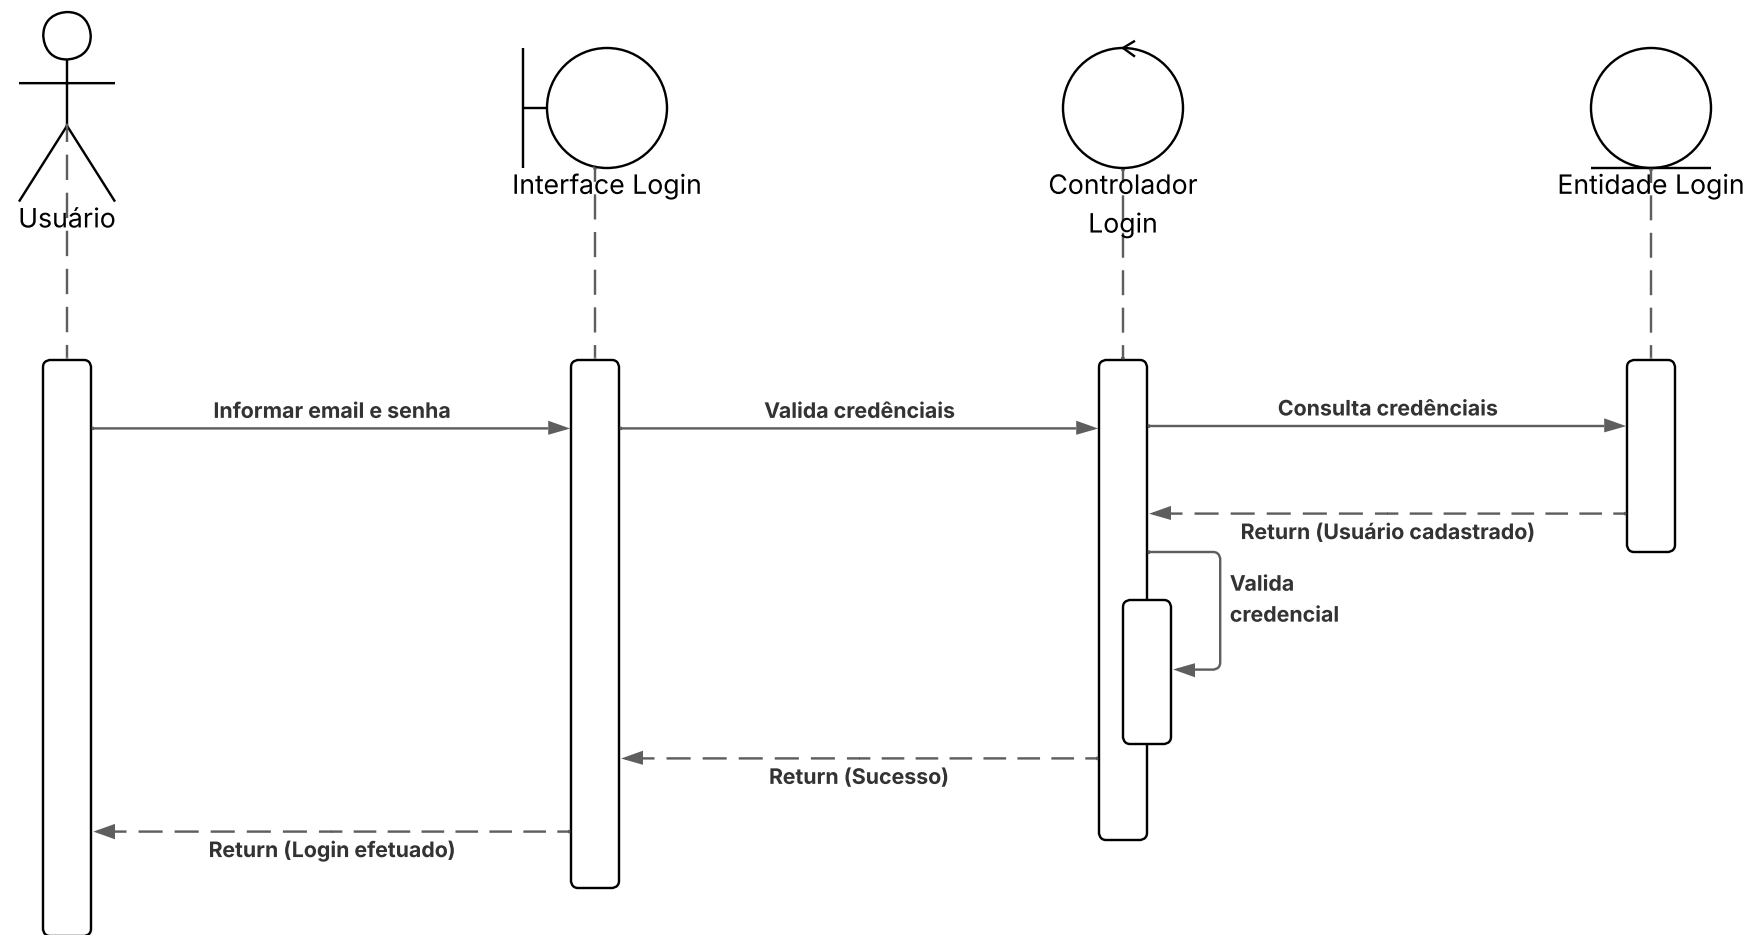 Usuário
Interface Login
Controlador
Login
Entidade Login
Informar email e senha
Valida credênciais
Consulta credênciais
Return (Usuário cadastrado)
Valida
credencial
Return (Sucesso)
Return (Login efetuado)